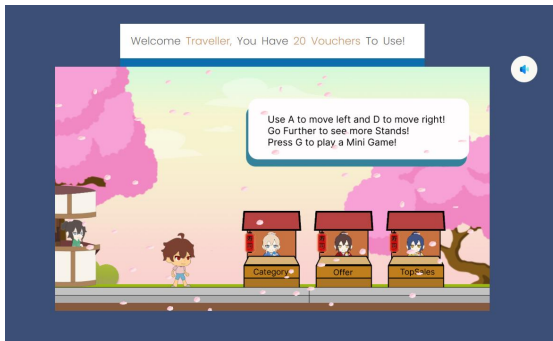 Welcome Traveller, You Have 20 Vouchers To Use!
Use A to move left and D to move right!
Go Further to see more Stands!
Press G to play a Mini Game!
Category
Offer
TopSales